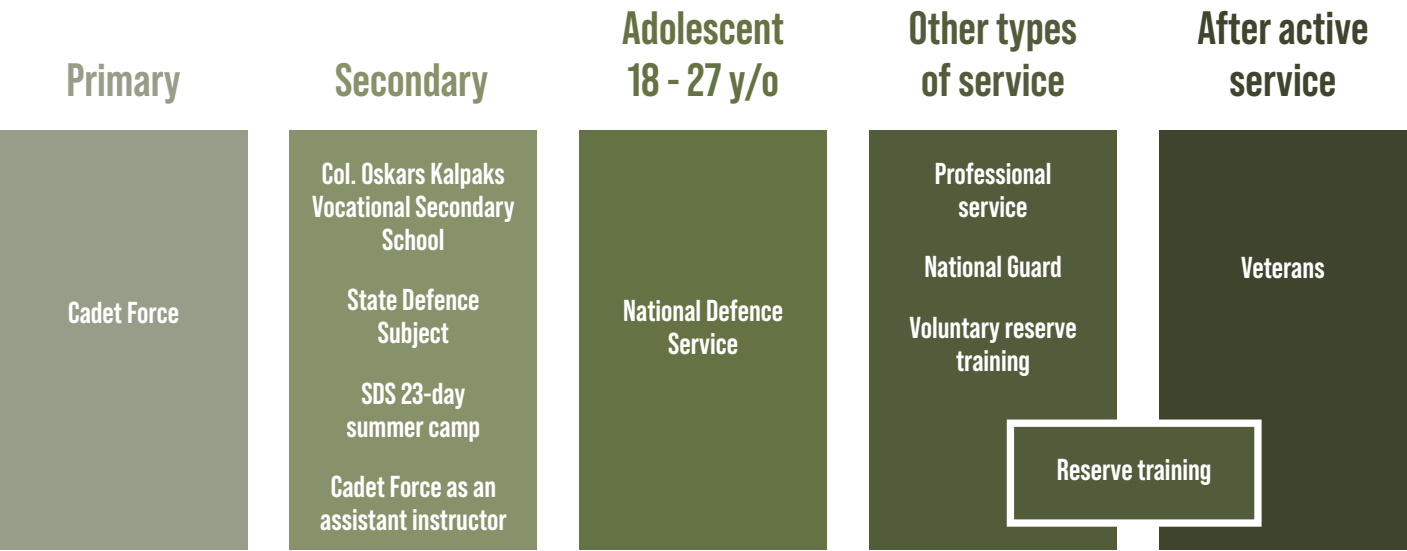 Primary
Cadet Force
Secondary
Col. Oskars Kalpaks
Vocational Secondary
School
State Defence
Subject
SDS 23-day
summer camp
Cadet Force as an
assistant instructor
Adolescent
18 - 27 y/o
National Defence
Service
Other types
of service
Professional
service
National Guard
Voluntary reserve
training
After active
service
Veterans
Reserve training